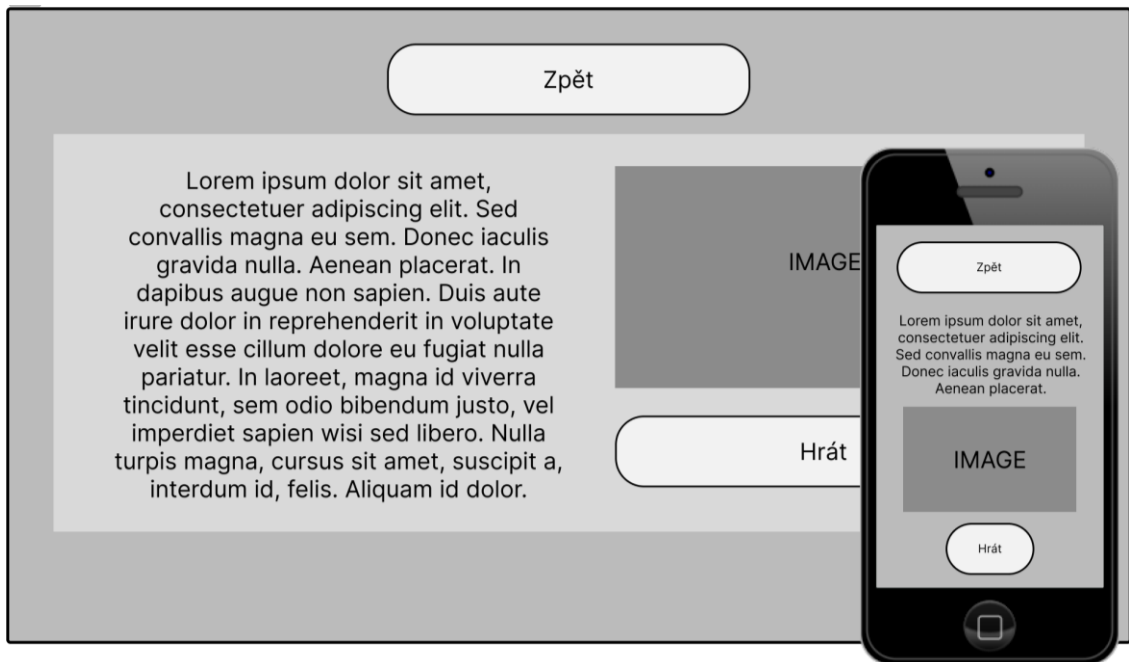 Zpět
Lorem ipsum dolor sit amet,
consectetuer adipiscing elit. Sed
convallis magna eu sem. Donec iaculis
gravida nulla. Aenean placerat. In
dapibus augue non sapien. Duis aute
irure dolor in reprehenderit in voluptate
velit esse cillum dolore eu fugiat nulla
pariatur. In laoreet, magna id viverra
tincidunt, sem odio bibendum justo, vel
imperdiet sapien wisi sed libero. Nulla
turpis magna, cursus sit amet, suscipit a,
interdum id, felis. Aliquam id dolor.
IMAGE
Hrát
Zpět
Lorem ipsum dolor sit amet,
consectetuer adipiscing elit.
Sed convallis magna eu sem.
Donec iaculis gravida nulla.
Aenean placerat.
IMAGE
Hrát